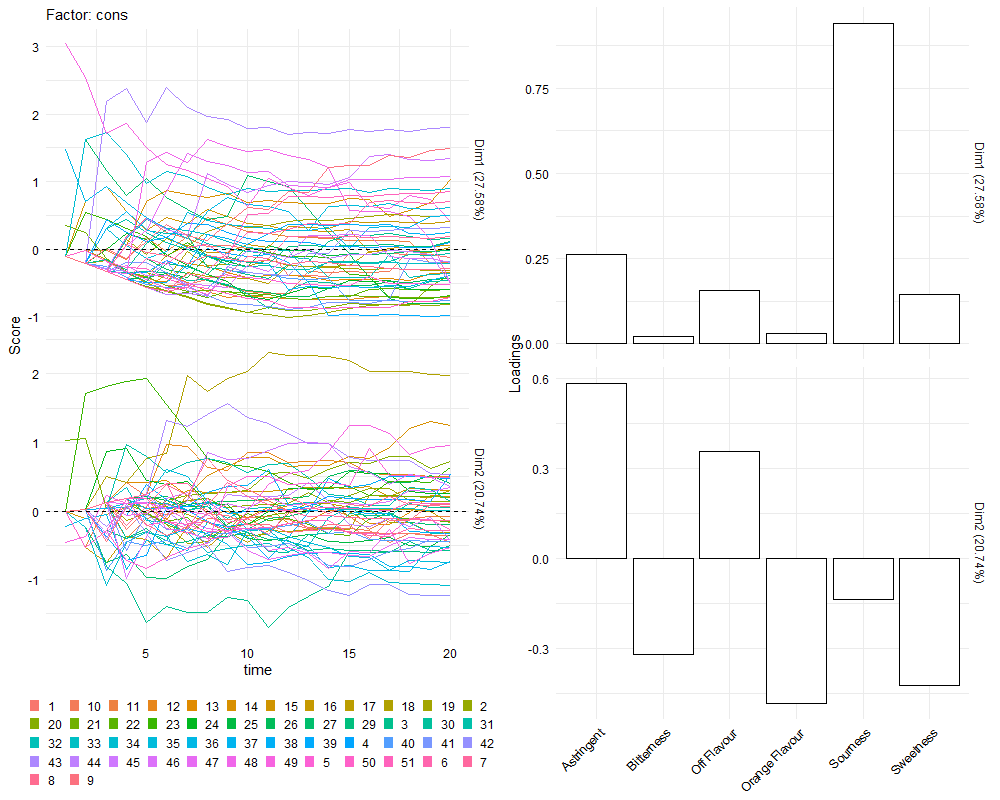 Factor: cons
Score
3
2
1
0
-1
Dim1 (27.58%)
2
1
0
-1
Dim2 (20.74%)
5 10 15 20
time
1 10 11 12 13 14 15 16 17 18 19 2
20 21 22 23 24 25 26 27 29 3 30 31
32 33 34 35 36 37 38 39 4 40 41 42
43 44 45 46 47 48 49 5 50 51 6 7
8 9
Loadings
0.75
0.50
0.25
0.00
Dim1 (27.58%)
0.6
0.3
0.0
-0.3
Dim2 (20.74%)
Astringent
Bitterness
Off Flavour
Orange Flavour
Sourness
Sweetness